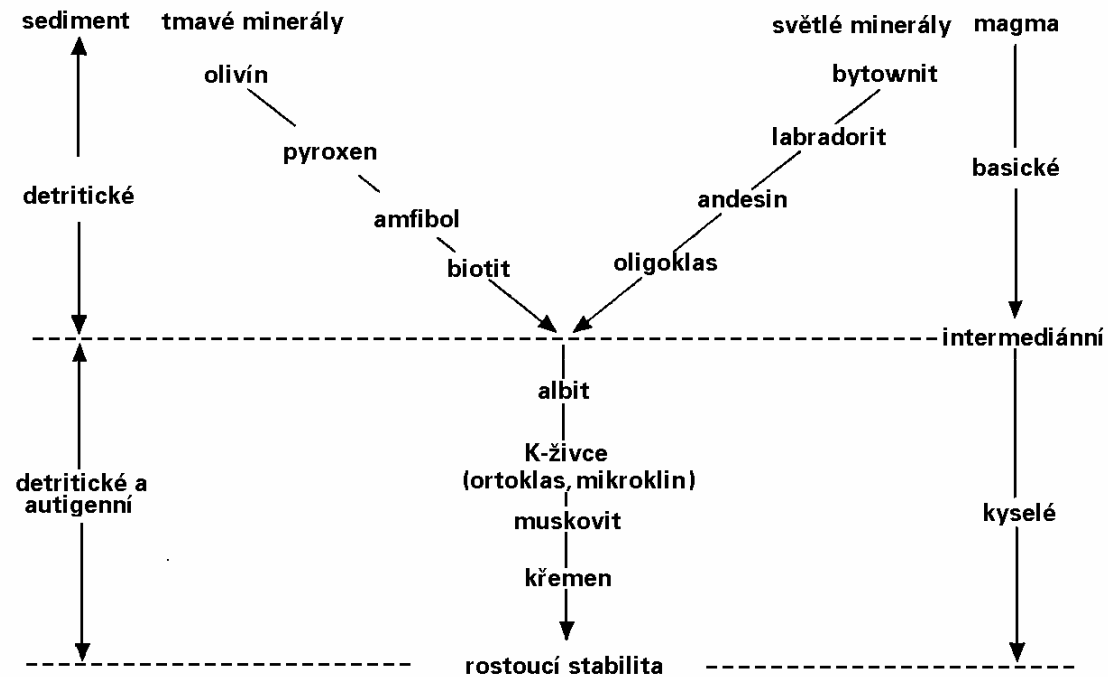 sediment tmavé minerály světlé minerály magma
olivín bytownit
pyroxen labradorit
basické
detritické amfibol andesin
biotit oligoklas
intermediánní
albit
K-živce
(ortoklas, mikroklin)
detritické a
autigenní
muskovit kyselé
křemen
rostoucí stabilita